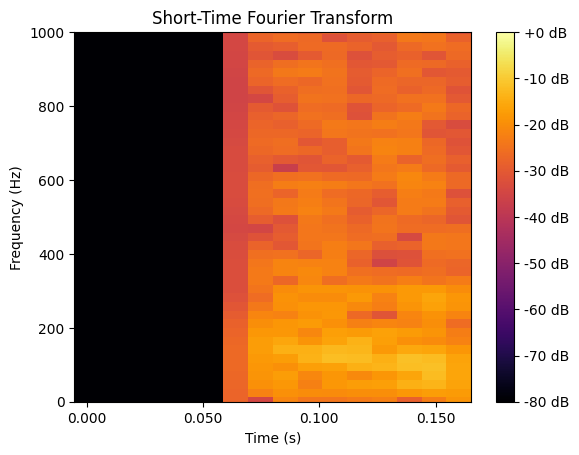 Short-Time Fourier Transform
1000
800
600
400
200
0
Frequency (Hz)
0.000
0.050
0.100
0.150
Time (s)
+0 dB
-10 dB
-20 dB
-30 dB
-40 dB
-50 dB
-60 dB
-70 dB
-80 dB